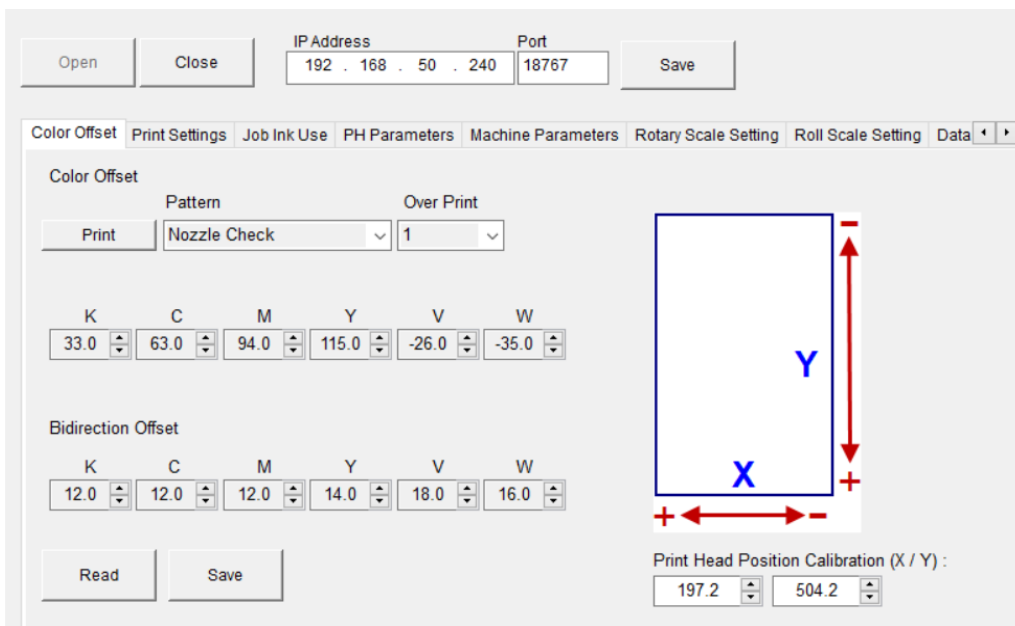 IP Address Port
Open Close 192 . 168 . 50 . 240 18767 Save
Color Offset Print Settings Job Ink Use PH Parameters Machine Parameters Rotary Scale Setting Roll Scale Setting Data
Color Offset
Pattern Over Print
Print Nozzle Check 1
K C M Y V W
33.0 63.0 94.0 115.0 -26.0 -35.0
Bidirection Offset
K C M Y V W
12.0 12.0 12.0 14.0 18.0 16.0
Read Save
-
Y
+
X
+ -
Print Head Position Calibration (X / Y) :
197.2 504.2